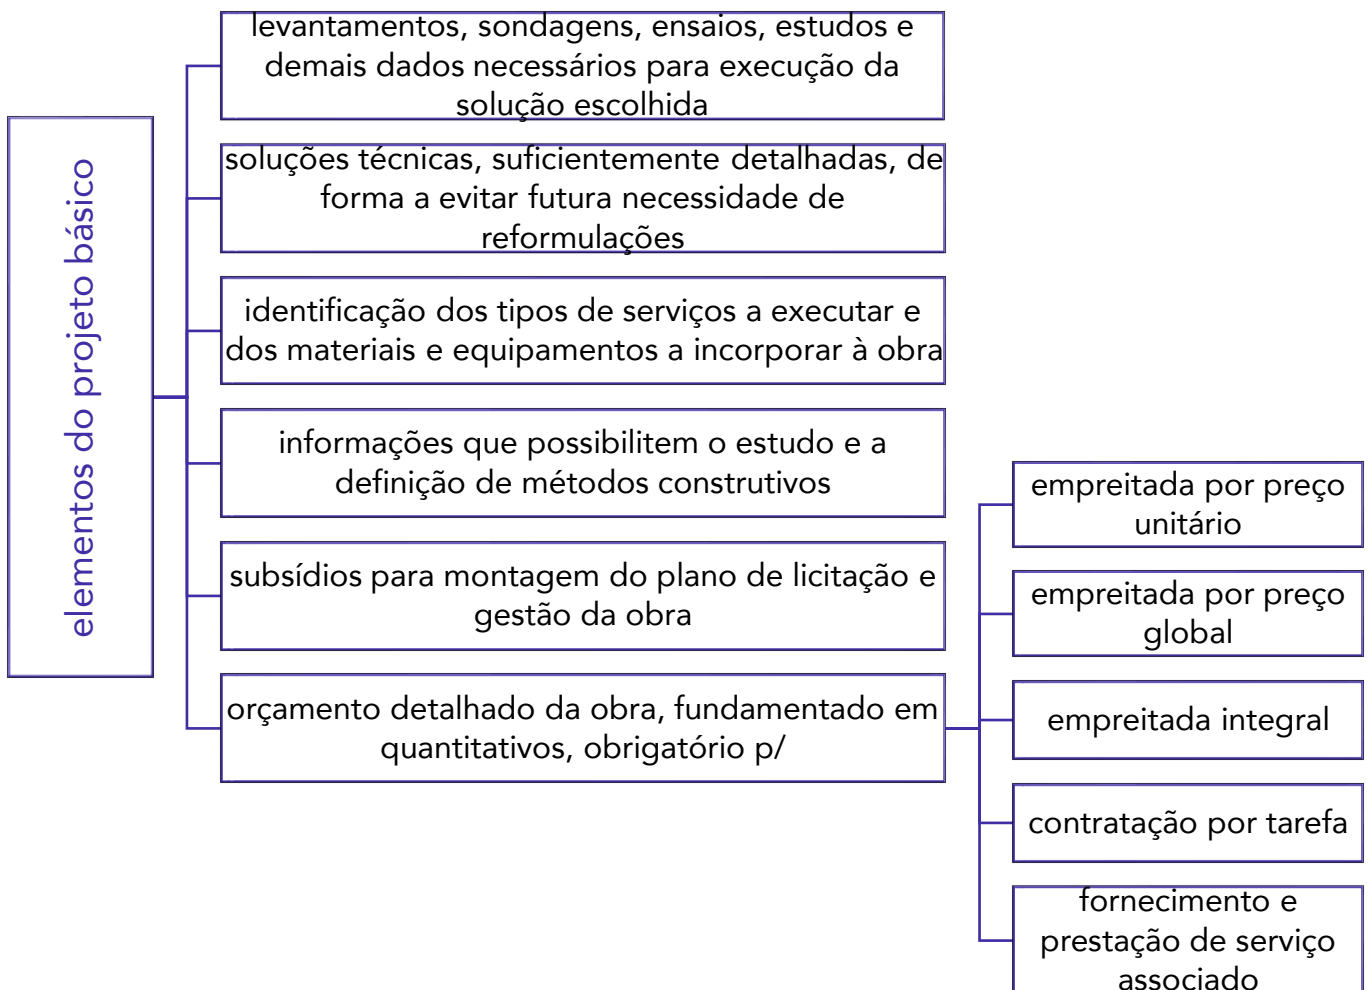 elementos do projeto básico
levantamentos, sondagens, ensaios, estudos e
demais dados necessários para execução da
solução escolhida
soluções técnicas, suficientemente detalhadas, de
forma a evitar futura necessidade de
reformulações
identificação dos tipos de serviços a executar e
dos materiais e equipamentos a incorporar à obra
informações que possibilitem o estudo e a
definição de métodos construtivos
subsídios para montagem do plano de licitação e
gestão da obra
orçamento detalhado da obra, fundamentado em
quantitativos, obrigatório p/
empreitada por preço
unitário
empreitada por preço
global
empreitada integral
contratação por tarefa
fornecimento e
prestação de serviço
associado